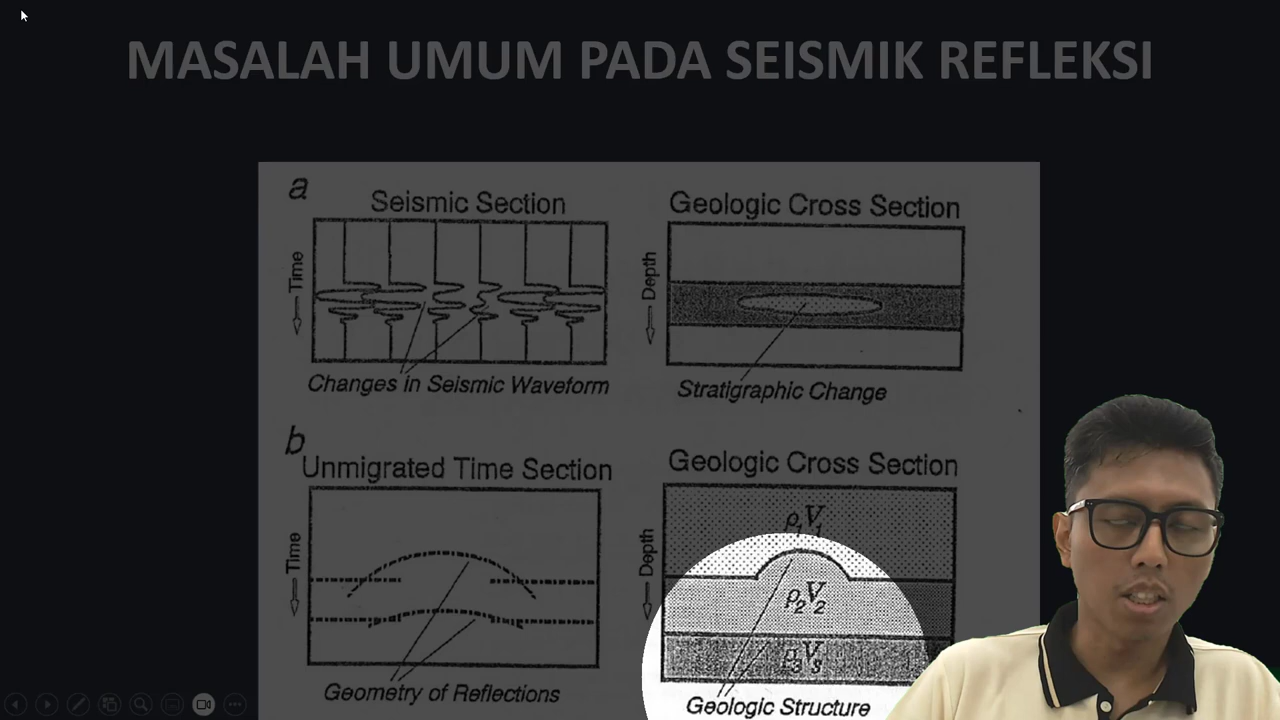 MASALAH UMUM PADA SEISMIK REFLEKSI
a
Seismic Section
Geologic Cross Section
Time
Depth
Changes in Seismic Waveform
Stratigraphic Change
b
Unmigrated Time Section
Geologic Cross Section
Time
Depth
ρ₁V₁
ρ₂V₂
Geometry of Reflections
Geologic Structure